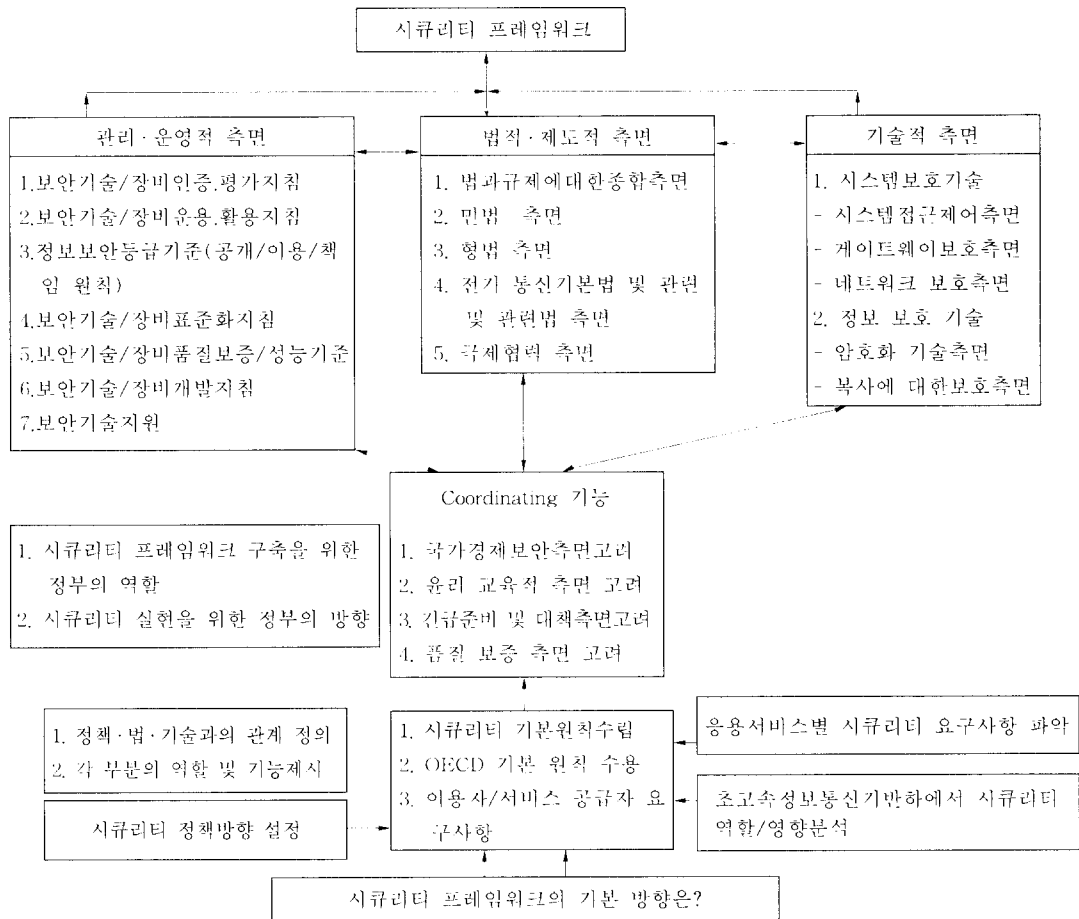 시큐리티 프레임워크
관리·운영적 측면
1.보안기술/장비인증.평가지침
2.보안기술/장비운용.활용지침
3.정보보안등급기준(공개/이용/책
임 원칙)
4.보안기술/장비표준화지침
5.보안기술/장비품질보증/성능기준
6.보안기술/장비개발지침
7.보안기술지원
법적·제도적 측면
1. 법과규제에대한종합측면
2. 민법 측면
3. 형법 측면
4. 전기 통신기본법 및 관련
및 관련법 측면
5. 국제협력 측면
기술적 측면
1. 시스템보호기술
- 시스템접근제어측면
- 게이트웨이보호측면
- 네트워크 보호측면
2. 정보 보호 기술
- 암호화 기술측면
- 복사에 대한보호측면
Coordinating 기능
1. 국가경제보안측면고려
2. 윤리 교육적 측면 고려
3. 긴급준비 및 대책측면고려
4. 품질 보증 측면 고려
1. 시큐리티 프레임워크 구축을 위한
정부의 역할
2. 시큐리티 실현을 위한 정부의 방향
1. 정책·법·기술과의 관계 정의
2. 각 부분의 역할 및 기능제시
시큐리티 정책방향 설정
1. 시큐리티 기본원칙수립
2. OECD 기본 원칙 수용
3. 이용자/서비스 공급자 요
구사항
응용서비스별 시큐리티 요구사항 파악
초고속정보통신기반하에서 시큐리티
역할/영향분석
시큐리티 프레임워크의 기본 방향은?